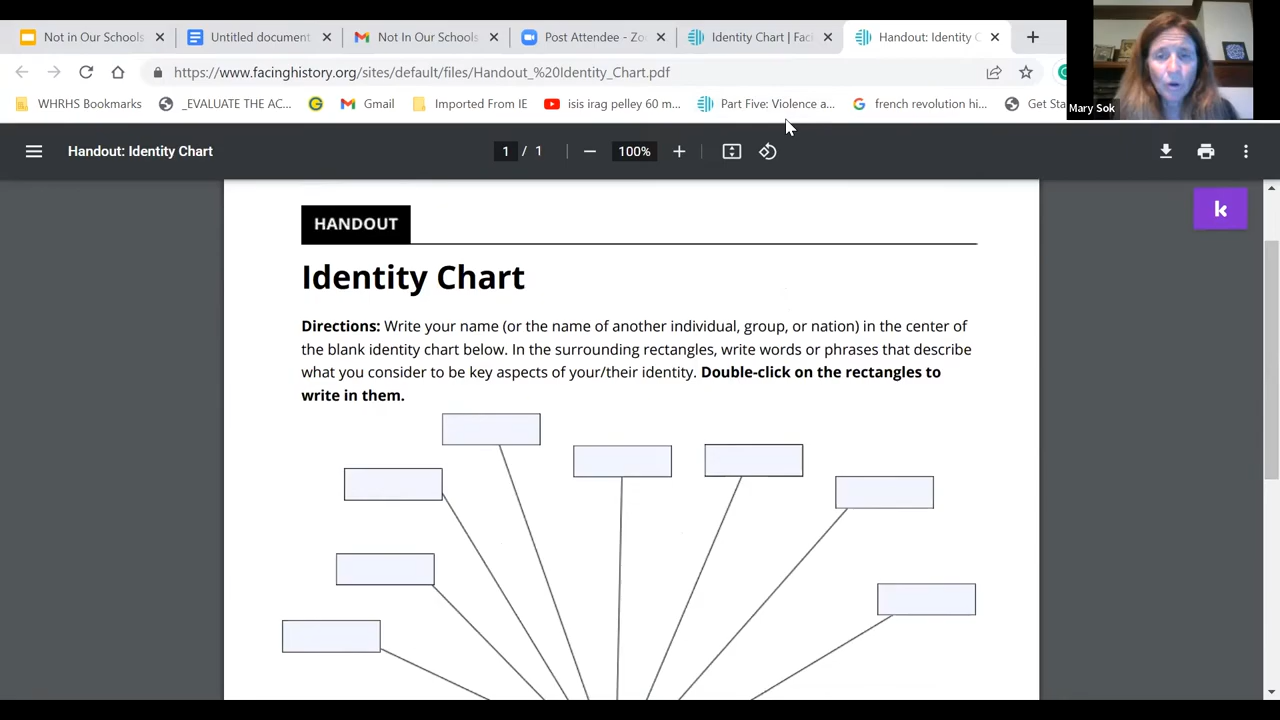 Not in Our Schools
Untitled document
Not In Our Schools
Post Attendee - Zo
Identity Chart | Fac
Handout: Identity C
https://www.facinghistory.org/sites/default/files/Handout_%20Identity_Chart.pdf
WHRHS Bookmarks
_EVALUATE THE AC...
G
Gmail
Imported From IE
isis irag pelley 60 m...
Part Five: Violence a...
french revolution hi...
Get Sta
Mary Sok
Handout: Identity Chart
1 / 1
100%
k
HANDOUT
Identity Chart
Directions: Write your name (or the name of another individual, group, or nation) in the center of
the blank identity chart below. In the surrounding rectangles, write words or phrases that describe
what you consider to be key aspects of your/their identity. Double-click on the rectangles to
write in them.